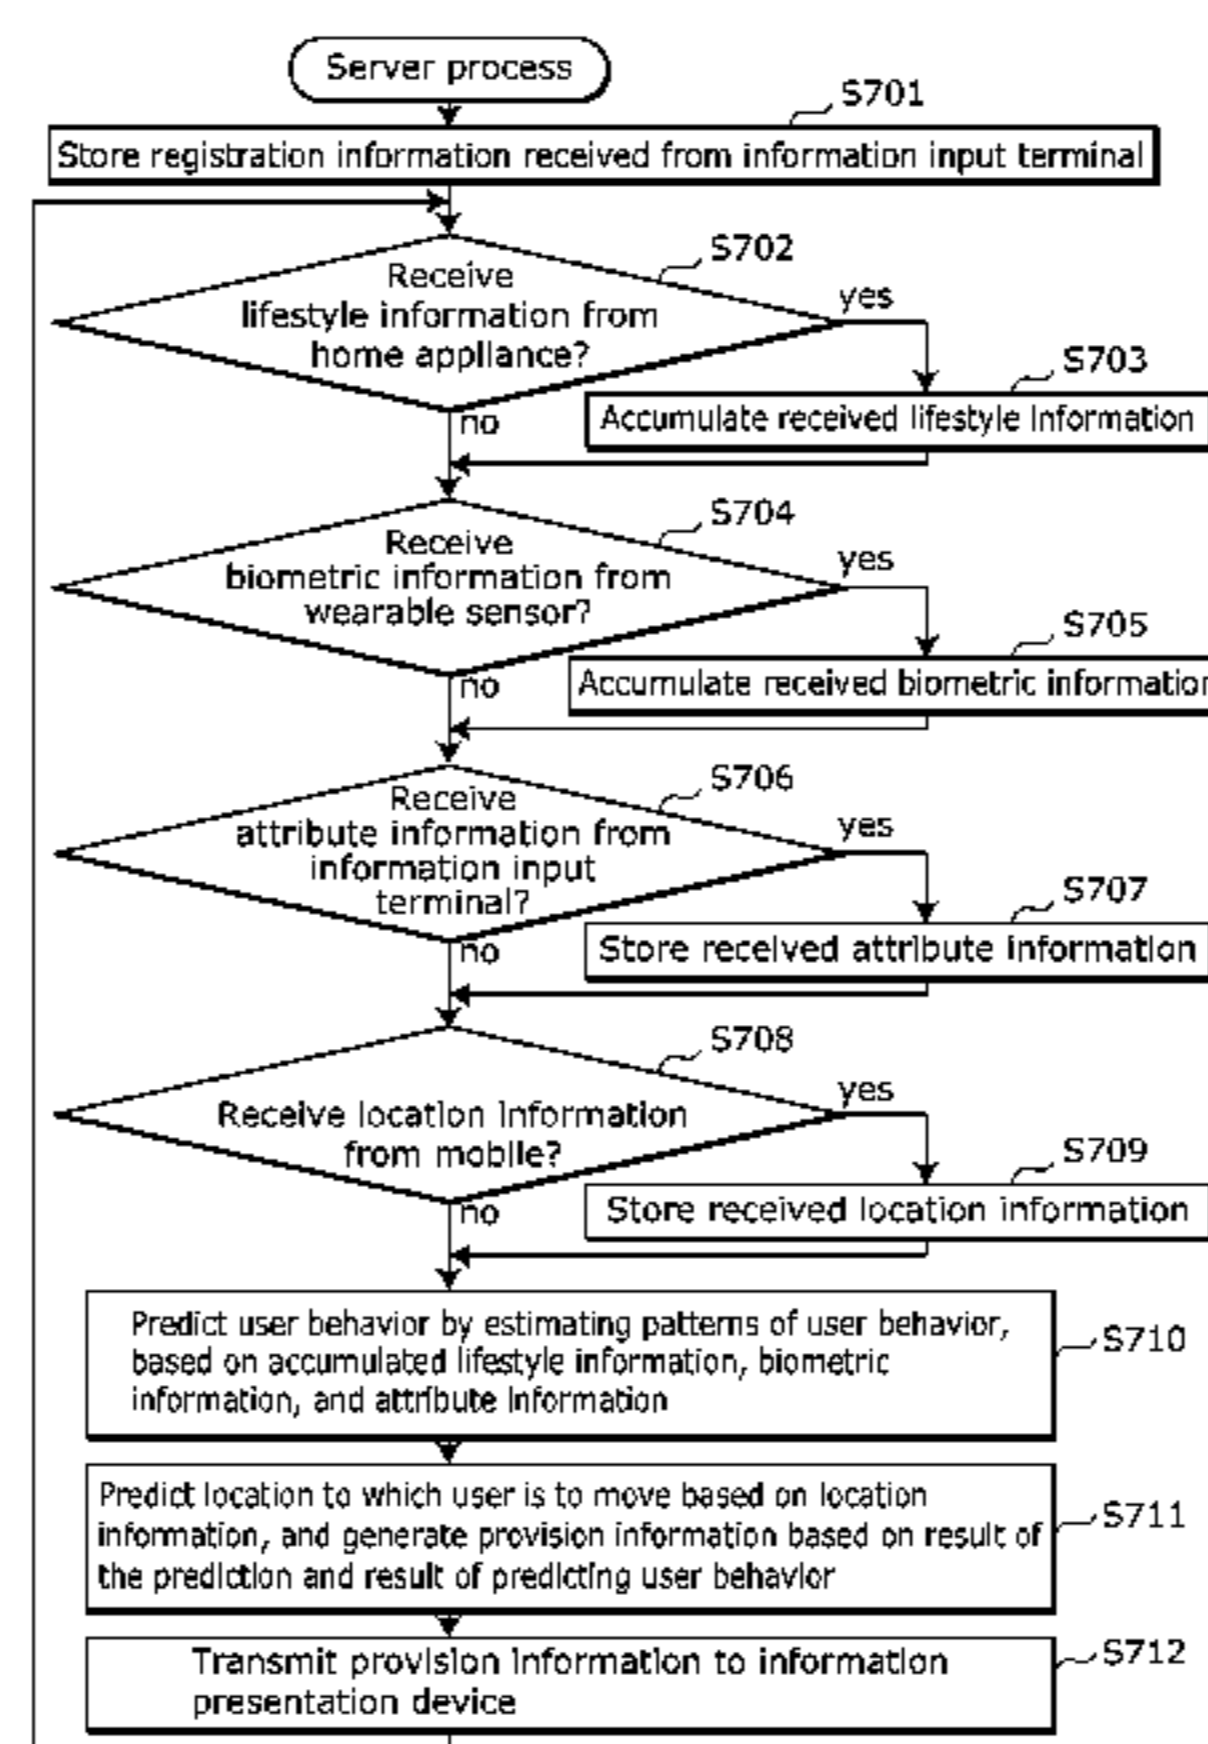 Server process
S701
Store registration information received from information input terminal
S702
Receive
lifestyle information from
home appliance?
yes
S703
Accumulate received lifestyle information
no
S704
Receive
biometric information from
wearable sensor?
yes
S705
Accumulate received biometric information
no
S706
Receive
attribute information from
information input
terminal?
yes
S707
Store received attribute information
no
S708
Receive location information
from mobile?
yes
S709
Store received location information
no
Predict user behavior by estimating patterns of user behavior,
based on accumulated lifestyle information, biometric
information, and attribute information
S710
Predict location to which user is to move based on location
information, and generate provision information based on result of
the prediction and result of predicting user behavior
S711
Transmit provision information to information
presentation device
S712